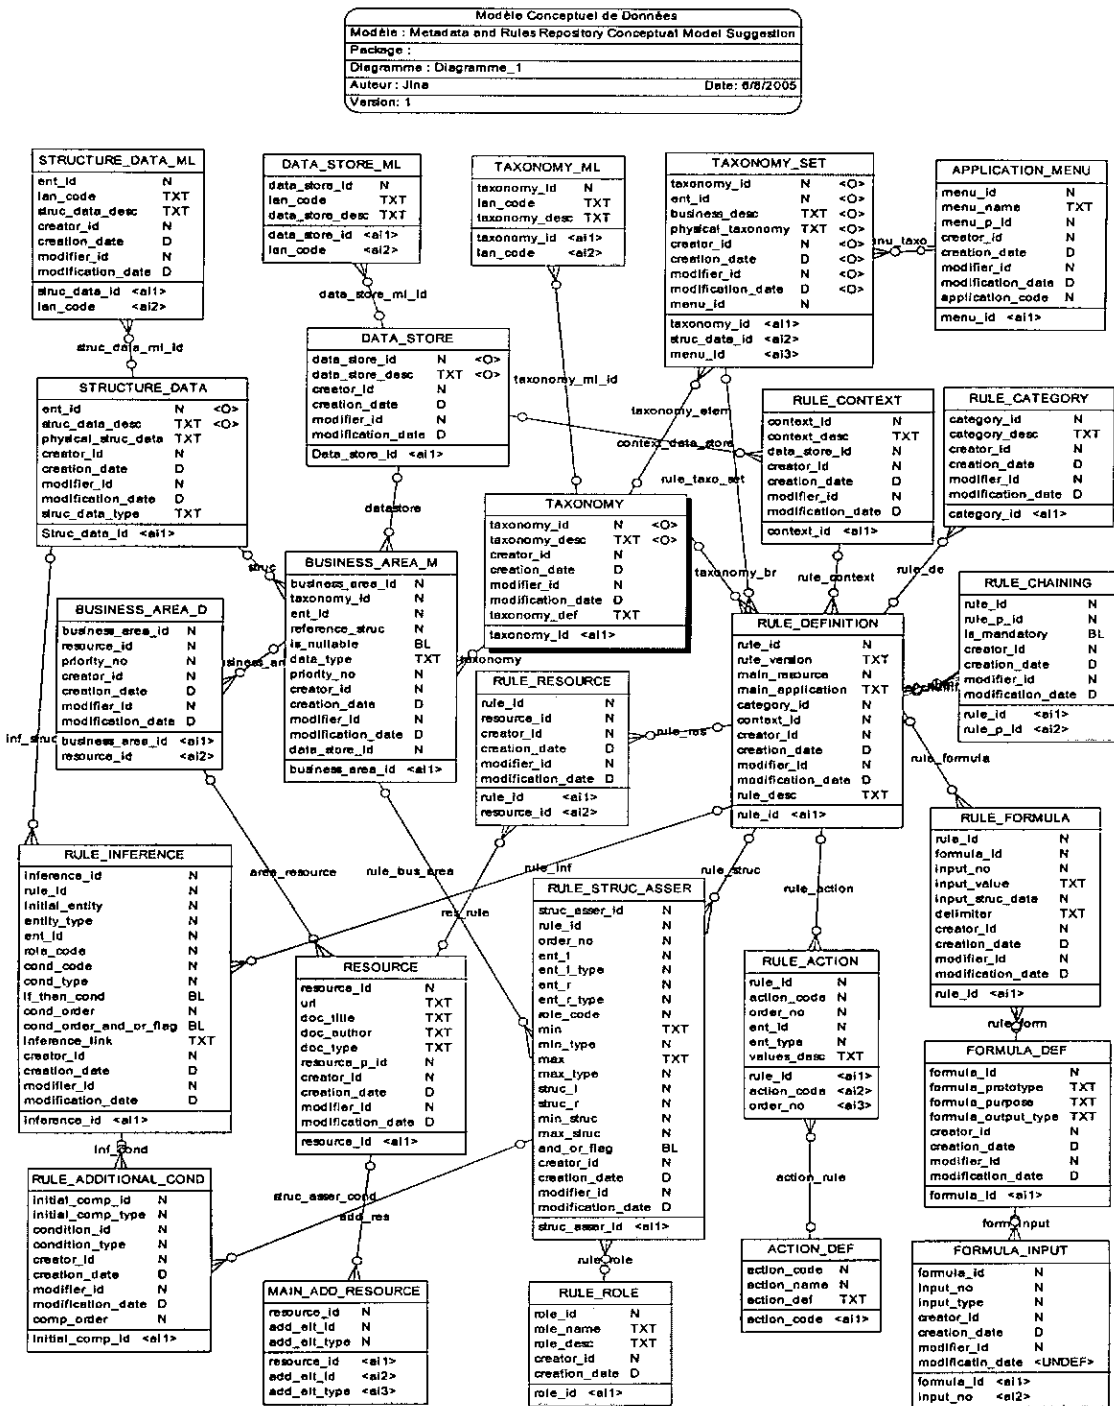 Modèle Conceptuel de Données
Modèle : Metadata and Rules Repository Conceptual Model Suggestion
Package :
Diagramme : Diagramme_1
Auteur : Jina Date: 6/8/2005
Version: 1
STRUCTURE_DATA_ML
ent_id N
lan_code TXT
struc_data_desc TXT
creator_id N
creation_date D
modifier_id N
modification_date D
struc_data_id <ai1>
lan_code <ai2>
DATA_STORE_ML
data_store_id N
lan_code TXT
data_store_desc TXT
data_store_id <ai1>
lan_code <ai2>
TAXONOMY_ML
taxonomy_id N
lan_code TXT
taxonomy_desc TXT
taxonomy_id <ai1>
lan_code <ai2>
TAXONOMY_SET
taxonomy_id N <O>
ent_id N <O>
business_desc TXT <O>
physical_taxonomy TXT <O>
creator_id N <O>
creation_date D <O>
modifier_id N <O>
modification_date D <O>
menu_id N
taxonomy_id <ai1>
struc_data_id <ai2>
menu_id <ai3>
nu_taxo
APPLICATION_MENU
menu_id N
menu_name TXT
menu_p_id N
creator_id N
creation_date D
modifier_id N
modification_date D
application_code N
menu_id <ai1>
struc_data_ml_id
data_store_ml_id
taxonomy_ml_id
taxonomy_elem
STRUCTURE_DATA
ent_id N <O>
struc_data_desc TXT <O>
physical_struc_data TXT
creator_id N
creation_date D
modifier_id N
modification_date D
struc_data_type TXT
Struc_data_id <ai1>
DATA_STORE
data_store_id N <O>
data_store_desc TXT <O>
creator_id N
creation_date D
modifier_id N
modification_date D
Data_store_id <ai1>
context_data_store
rule_taxo_set
RULE_CONTEXT
context_id N
context_desc TXT
data_store_id N
creator_id N
creation_date D
modifier_id N
modification_date D
context_id <ai1>
RULE_CATEGORY
category_id N
category_desc TXT
creator_id N
creation_date D
modifier_id N
modification_date D
category_id <ai1>
datastore
struc
TAXONOMY
taxonomy_id N <O>
taxonomy_desc TXT <O>
creator_id N
creation_date D
modifier_id N
modification_date D
taxonomy_def TXT
taxonomy_id <ai1>
taxonomy_br
rule_context
rule_de
BUSINESS_AREA_D
business_area_id N
resource_id N
priority_no N
creator_id N
creation_date D
modifier_id N
modification_date D
business_area_id <ai1>
resource_id <ai2>
BUSINESS_AREA_M
business_area_id N
taxonomy_id N
ent_id N
reference_struc N
is_nullable BL
data_type TXT
priority_no N
creator_id N
creation_date D
modifier_id N
modification_date D
data_store_id N
business_area_id <ai1>
taxonomy
RULE_RESOURCE
rule_id N
resource_id N
creator_id N
creation_date D
modifier_id N
modification_date D
rule_id <ai1>
resource_id <ai2>
rule_res
RULE_DEFINITION
rule_id N
rule_version TXT
main_resource N
main_application TXT
category_id N
context_id N
creator_id N
creation_date D
modifier_id N
modification_date D
rule_desc TXT
rule_id <ai1>
RULE_CHAINING
rule_id N
rule_p_id N
is_mandatory BL
creator_id N
creation_date D
modifier_id N
modification_date D
rule_id <ai1>
rule_p_id <ai2>
inf_struc
rule_formula
RULE_INFERENCE
inference_id N
rule_id N
initial_entity N
entity_type N
ent_id N
role_code N
cond_code N
cond_type N
if_then_cond BL
cond_order N
cond_order_and_or_flag BL
inference_link TXT
creator_id N
creation_date D
modifier_id N
modification_date D
inference_id <ai1>
area_resource
rule_bus_area
rule_inf
res_rule
rule_struc
rule_action
RESOURCE
resource_id N
url TXT
doc_title TXT
doc_author TXT
doc_type TXT
resource_p_id N
creator_id N
creation_date D
modifier_id N
modification_date D
resource_id <ai1>
RULE_STRUC_ASSER
struc_asser_id N
rule_id N
order_no N
ent_1 N
ent_1_type N
ent_r N
ent_r_type N
role_code N
min TXT
min_type N
max TXT
max_type N
struc_l N
struc_r N
min_struc N
max_struc N
and_or_flag BL
creator_id N
creation_date D
modifier_id N
modification_date D
struc_asser_id <ai1>
RULE_ACTION
rule_id N
action_code N
order_no N
ent_id N
ent_type N
values_desc TXT
rule_id <ai1>
action_code <ai2>
order_no <ai3>
RULE_FORMULA
rule_id N
formula_id N
input_no N
input_value TXT
input_struc_data N
delimiter TXT
creator_id N
creation_date D
modifier_id N
modification_date D
rule_id <ai1>
rule_form
FORMULA_DEF
formula_id N
formula_prototype TXT
formula_purpose TXT
formula_output_type TXT
creator_id N
creation_date D
modifier_id N
modification_date D
formula_id <ai1>
inf_cond
RULE_ADDITIONAL_COND
initial_comp_id N
initial_comp_type N
condition_id N
condition_type N
creator_id N
creation_date D
modifier_id N
modification_date D
comp_order N
initial_comp_id <ai1>
struc_asser_cond
add_res
action_rule
MAIN_ADD_RESOURCE
resource_id N
add_elt_id N
add_elt_type N
resource_id <ai1>
add_elt_id <ai2>
add_elt_type <ai3>
RULE_ROLE
role_id N
role_name TXT
role_desc TXT
creator_id N
creation_date D
role_id <ai1>
ACTION_DEF
action_code N
action_name N
action_def TXT
action_code <ai1>
FORMULA_INPUT
formula_id N
input_no N
input_type N
creator_id N
creation_date D
modifier_id N
modificatin_date <UNDEF>
formula_id <ai1>
input_no <ai2>